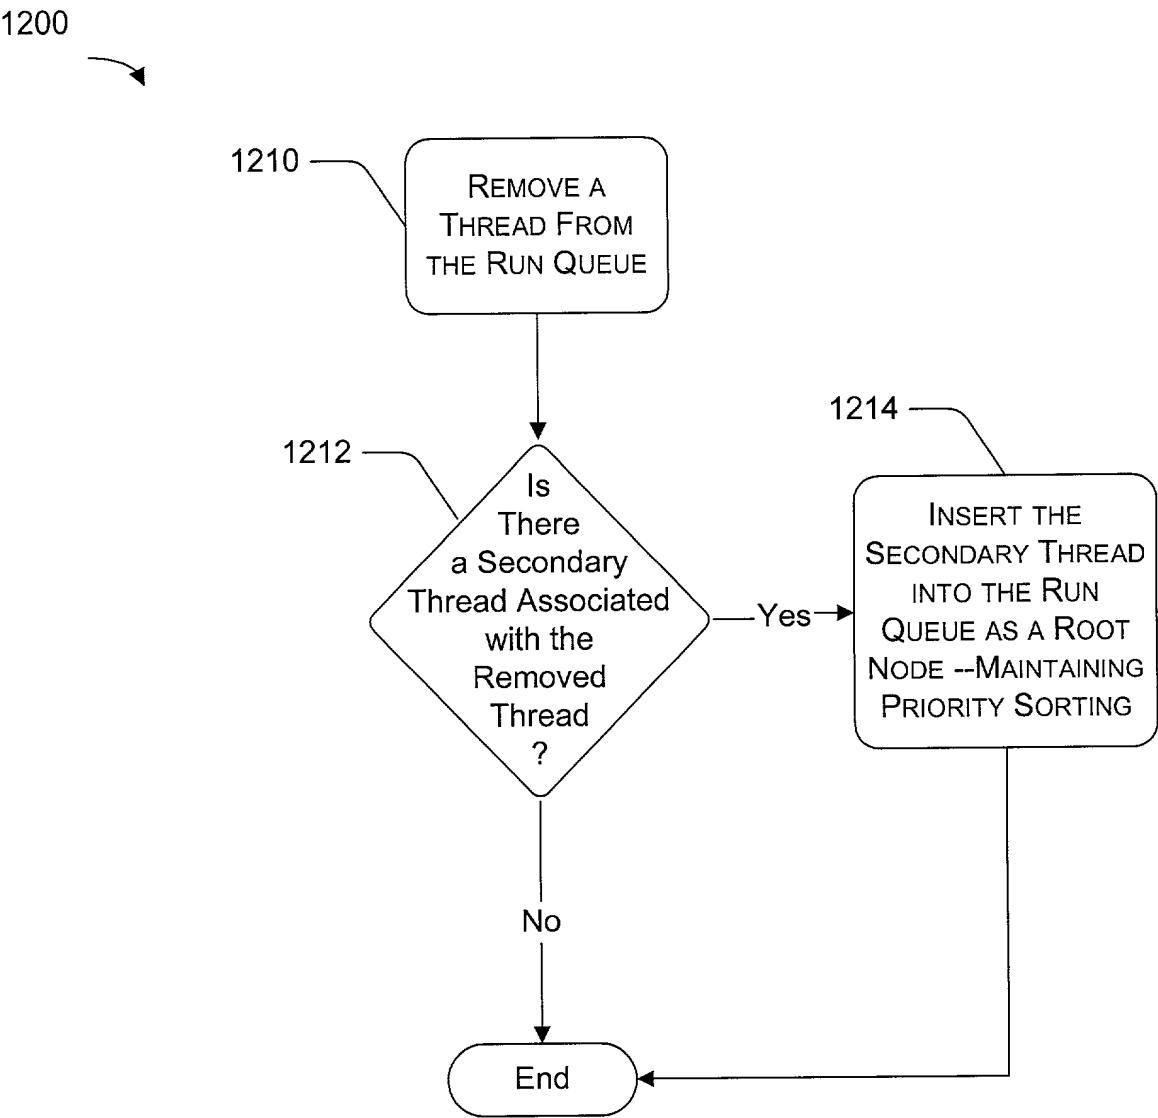 1200
1210
REMOVE A
THREAD FROM
THE RUN QUEUE
1212
Is
There
a Secondary
Thread Associated
with the
Removed
Thread
?
Yes
1214
INSERT THE
SECONDARY THREAD
INTO THE RUN
QUEUE AS A ROOT
NODE --MAINTAINING
PRIORITY SORTING
No
End